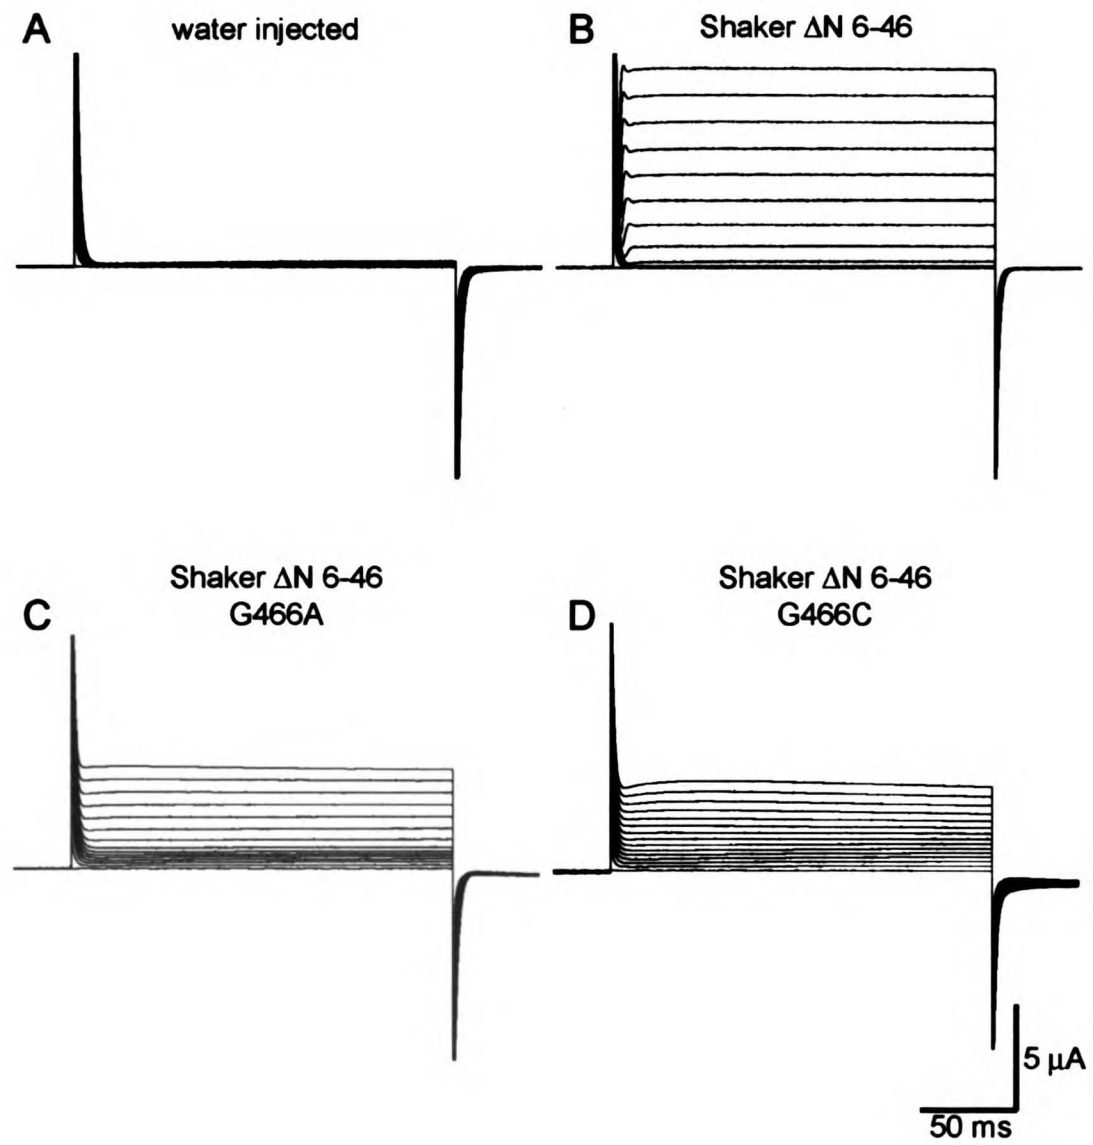 A
water injected
B
Shaker ΔN 6-46
C
Shaker ΔN 6-46
G466A
D
Shaker ΔN 6-46
G466C
5 μA
50 ms